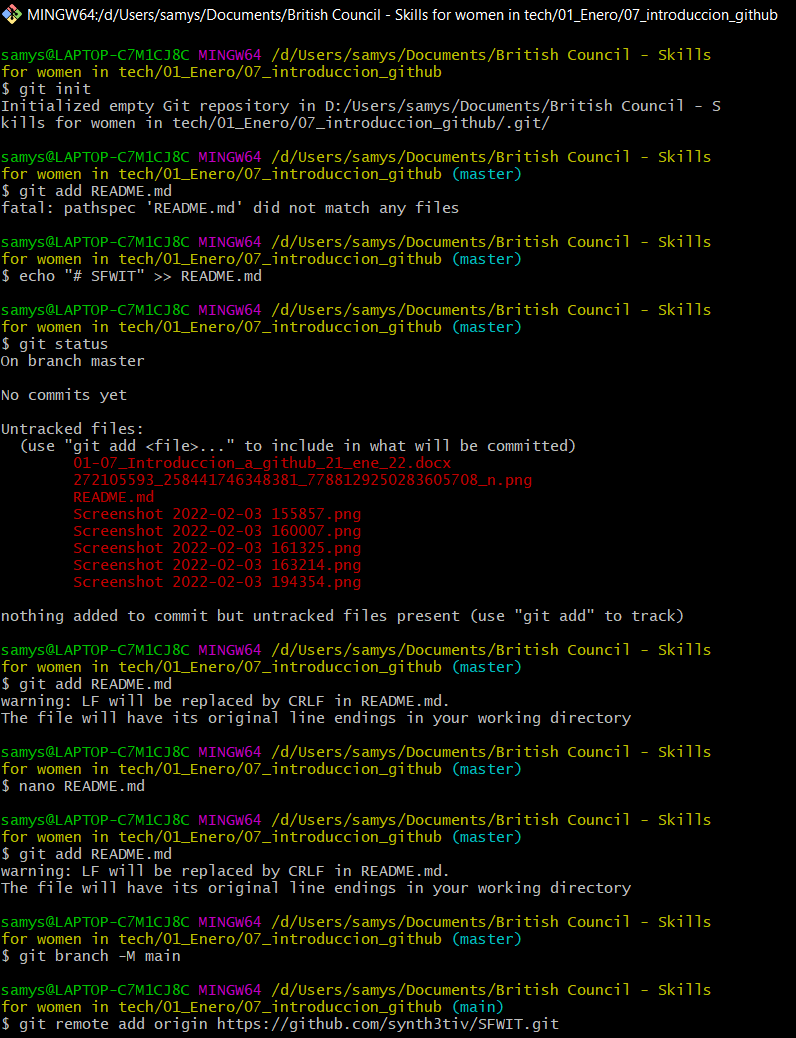 MINGW64:/d/Users/samys/Documents/British Council - Skills for women in tech/01_Enero/07_introduccion_github
samys@LAPTOP-C7M1CJ8C MINGW64 /d/Users/samys/Documents/British Council - Skills
for women in tech/01_Enero/07_introduccion_github
$ git init
Initialized empty Git repository in D:/Users/samys/Documents/British Council - S
kills for women in tech/01_Enero/07_introduccion_github/.git/
samys@LAPTOP-C7M1CJ8C MINGW64 /d/Users/samys/Documents/British Council - Skills
for women in tech/01_Enero/07_introduccion_github (master)
$ git add README.md
fatal: pathspec 'README.md' did not match any files
samys@LAPTOP-C7M1CJ8C MINGW64 /d/Users/samys/Documents/British Council - Skills
for women in tech/01_Enero/07_introduccion_github (master)
$ echo "# SFWIT" >> README.md
samys@LAPTOP-C7M1CJ8C MINGW64 /d/Users/samys/Documents/British Council - Skills
for women in tech/01_Enero/07_introduccion_github (master)
$ git status
On branch master
No commits yet
Untracked files:
(use "git add <file>..." to include in what will be committed)
01-07_Introduccion_a_github_21_ene_22.docx
272105593_258441746348381_7788129250283605708_n.png
README.md
Screenshot 2022-02-03 155857.png
Screenshot 2022-02-03 160007.png
Screenshot 2022-02-03 161325.png
Screenshot 2022-02-03 163214.png
Screenshot 2022-02-03 194354.png
nothing added to commit but untracked files present (use "git add" to track)
samys@LAPTOP-C7M1CJ8C MINGW64 /d/Users/samys/Documents/British Council - Skills
for women in tech/01_Enero/07_introduccion_github (master)
$ git add README.md
warning: LF will be replaced by CRLF in README.md.
The file will have its original line endings in your working directory
samys@LAPTOP-C7M1CJ8C MINGW64 /d/Users/samys/Documents/British Council - Skills
for women in tech/01_Enero/07_introduccion_github (master)
$ nano README.md
samys@LAPTOP-C7M1CJ8C MINGW64 /d/Users/samys/Documents/British Council - Skills
for women in tech/01_Enero/07_introduccion_github (master)
$ git add README.md
warning: LF will be replaced by CRLF in README.md.
The file will have its original line endings in your working directory
samys@LAPTOP-C7M1CJ8C MINGW64 /d/Users/samys/Documents/British Council - Skills
for women in tech/01_Enero/07_introduccion_github (master)
$ git branch -M main
samys@LAPTOP-C7M1CJ8C MINGW64 /d/Users/samys/Documents/British Council - Skills
for women in tech/01_Enero/07_introduccion_github (main)
$ git remote add origin https://github.com/synth3tiv/SFWIT.git